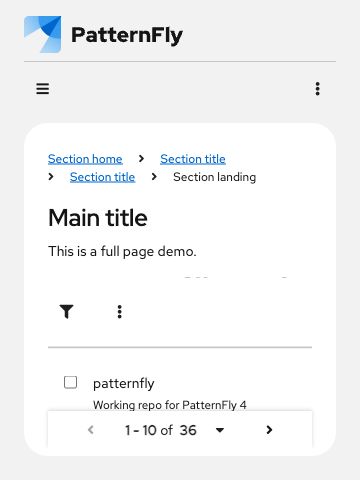 PatternFly
Section home > Section title
> Section title > Section landing
Main title
This is a full page demo.
patternfly
Working repo for PatternFly 4
1 - 10 of 36